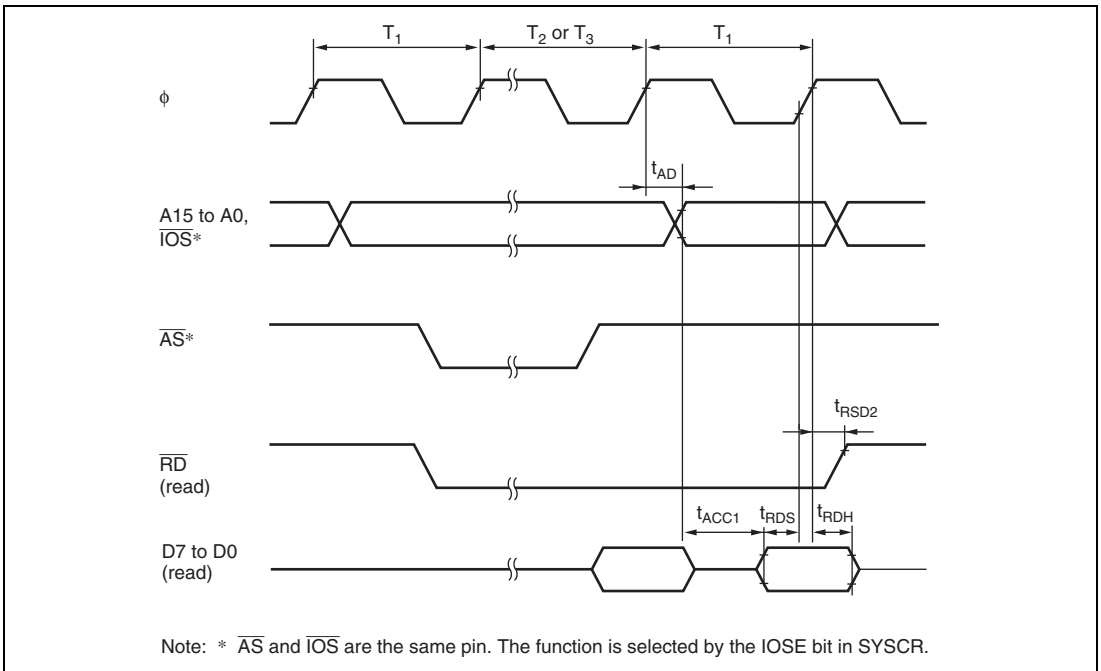 T1 T2 or T3 T1
ϕ
tAD
A15 to A0,
IOS*
AS*
tRSD2
RD
(read)
tACC1 tRDS tRDH
D7 to D0
(read)
Note: * AS and IOS are the same pin. The function is selected by the IOSE bit in SYSCR.